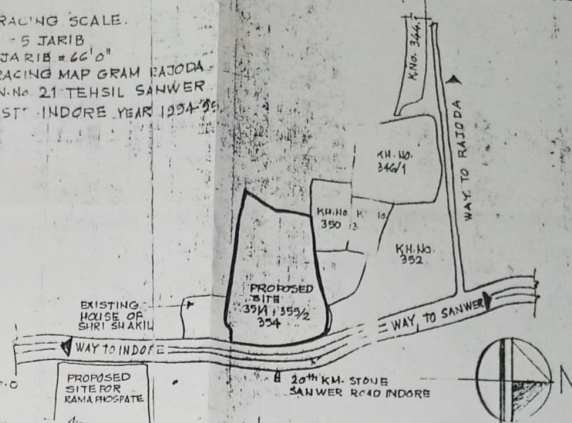 RACING SCALE.
- 5 JARIB
JARIB = 66'0"
RACING MAP GRAM RAJODA
N.No. 21 TEHSIL SANWER
ST INDORE YEAR 1994-95
K.No. 344/1
WAY TO RAJODA
KH.NO.
346/1
KH.NO
350
KH.NO.
352
PROPOSED
SITE
354
EXISTING
HOUSE OF
SHRI SHAKIL
WAY TO INDORE
WAY TO SANWER
PROPOSED
SITE FOR
RAMA PHOSPATE
20th KM. STONE
SANWER ROAD INDORE
N